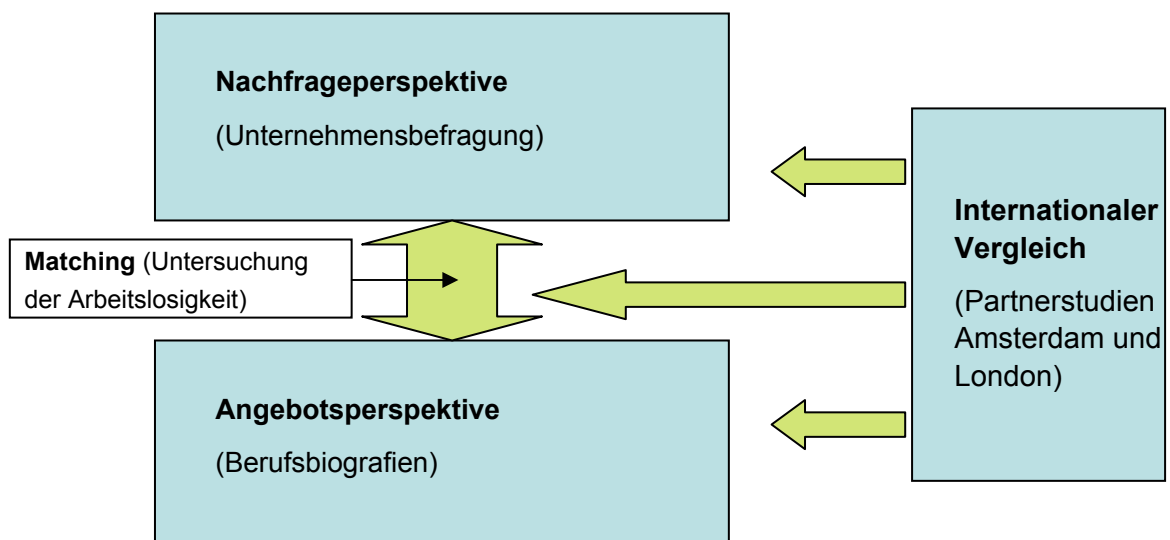 Nachfrageperspektive
(Unternehmensbefragung)
Matching (Untersuchung
der Arbeitslosigkeit)
Angebotsperspektive
(Berufsbiografien)
Internationaler
Vergleich
(Partnerstudien
Amsterdam und
London)